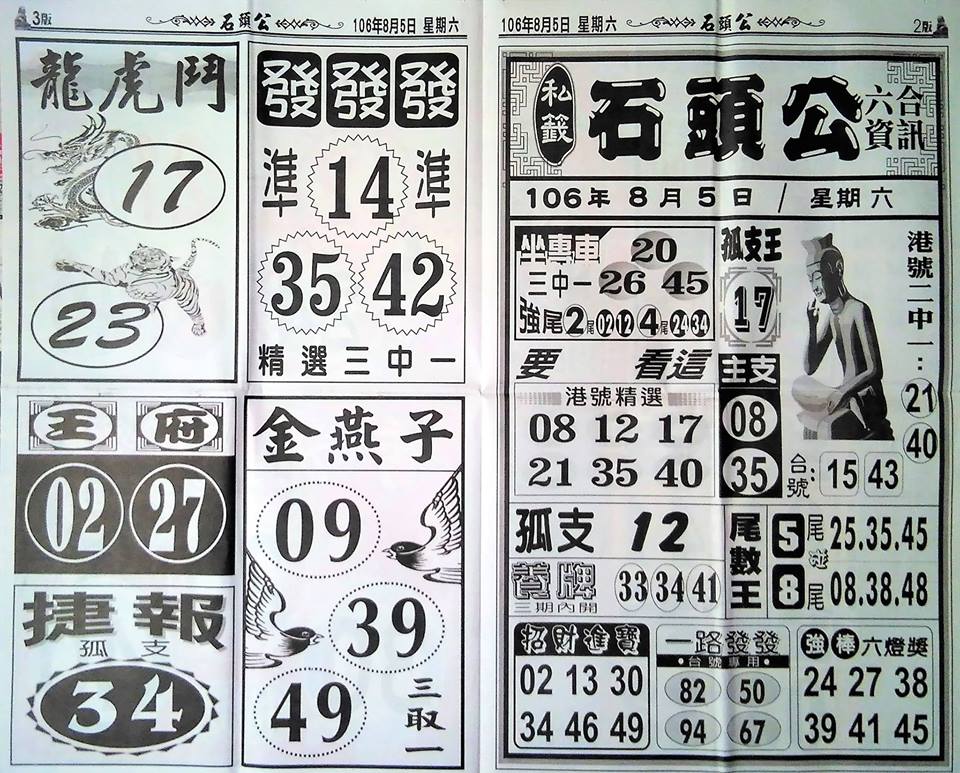 3版 石頭公 106年8月5日 星期六
龍虎鬥
17
23
發發發
準 14 準
35 42
精選三中一
王府
02 27
金燕子
09
39
49
三取一
捷報
孤支
34
106年8月5日 星期六 石頭公 2版
私籤
石頭公
六合
資訊
106年8月5日/星期六
坐專車
20
三中一 26 45
強尾 2尾 02 12 4尾 24 34
要看這
港號精選
08 12 17
21 35 40
孤支王
17
主支
08
35
港號二中一:
21
40
台號: 15 43
孤支 12
養牌
三期內開
33 34 41
尾數王
5尾 25.35.45
碰
8尾 08.38.48
招財進寶
02 13 30
34 46 49
一路發發
•台號專用•
82 50
94 67
強棒六燈獎
24 27 38
39 41 45